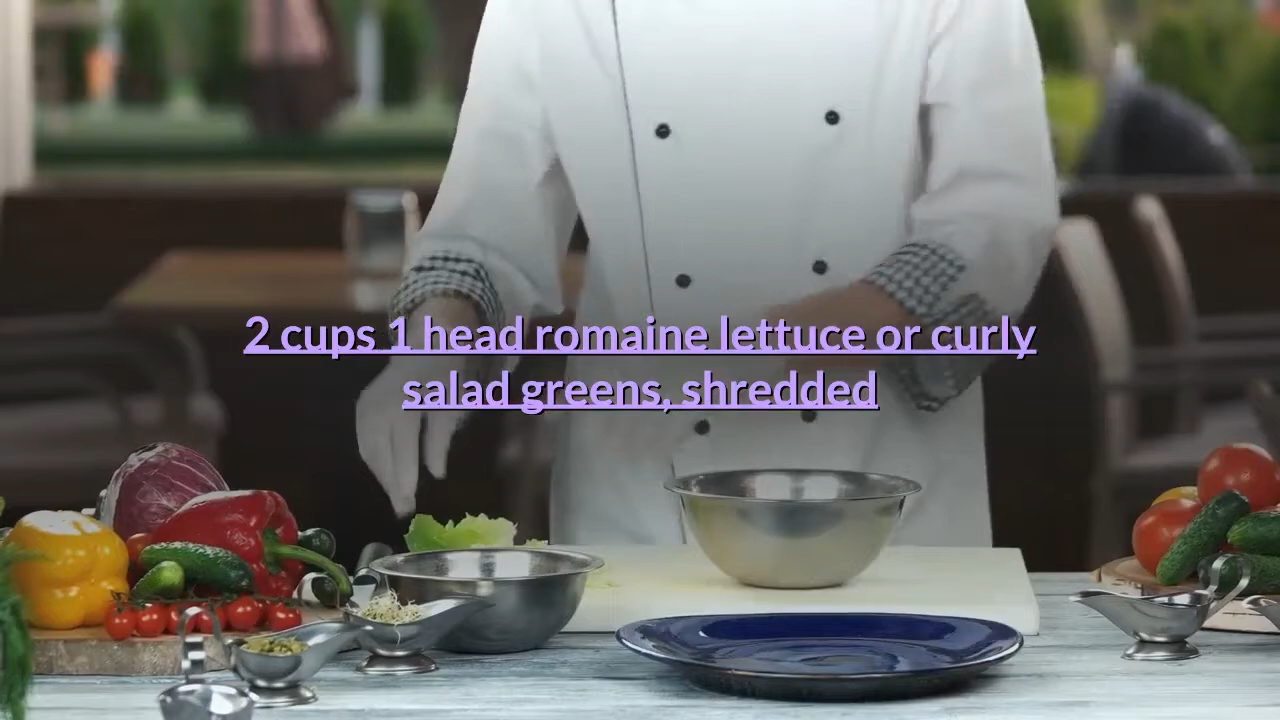 2 cups 1 head romaine lettuce or curly
salad greens, shredded